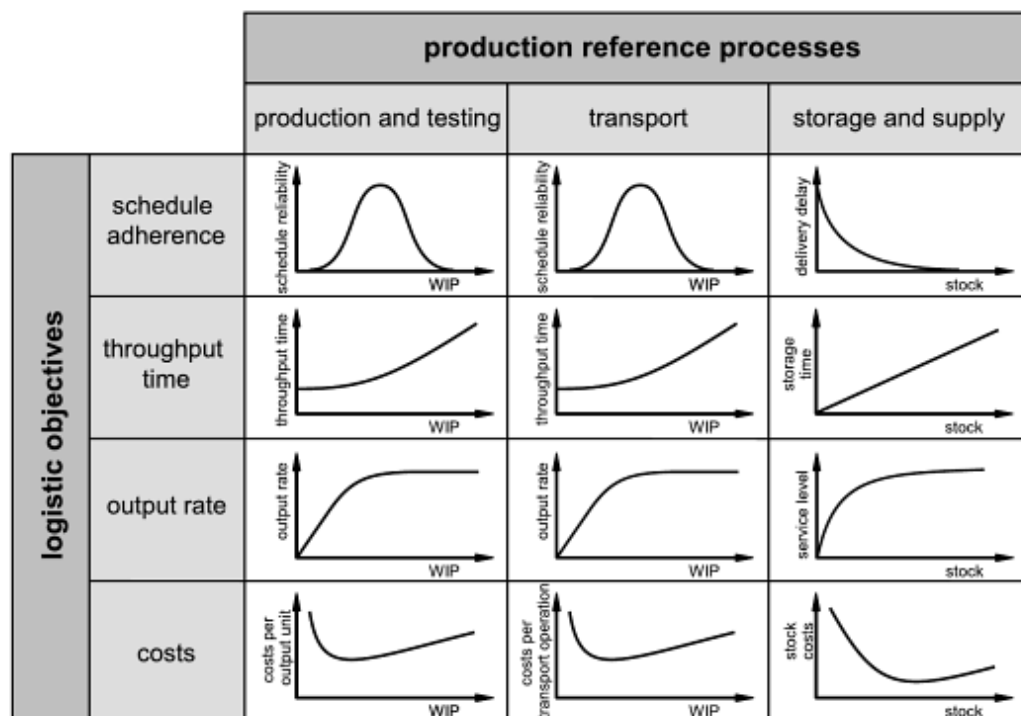 production reference processes
production and testing
transport
storage and supply
logistic objectives
schedule
adherence
schedule reliability
WIP
schedule reliability
WIP
delivery delay
stock
throughput
time
throughput time
WIP
throughput time
WIP
storage
time
stock
output rate
output rate
WIP
output rate
WIP
service level
stock
costs
costs per
output unit
WIP
costs per
transport operation
WIP
stock
costs
stock